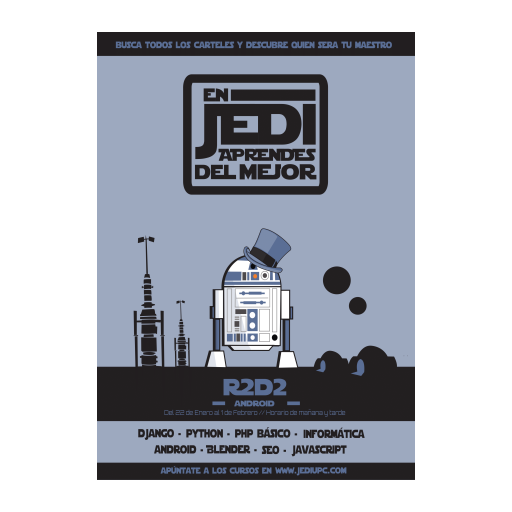 BUSCA TODOS LOS CARTELES Y DESCUBRE QUIEN SERA TU MAESTRO
EN
JEDI
APRENDES
DEL MEJOR
R2D2
ANDROID
Del 22 de Enero al 1 de Febrero // Horario de mañana y tarde
DJANGO · PYTHON · PHP BÁSICO · INFORMÁTICA
ANDROID · BLENDER · SEO · JAVASCRIPT
APÚNTATE A LOS CURSOS EN WWW.JEDIUPC.COM